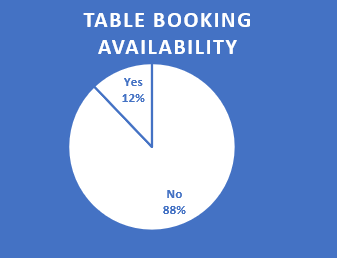 TABLE BOOKING
AVAILABILITY
Yes
12%
No
88%